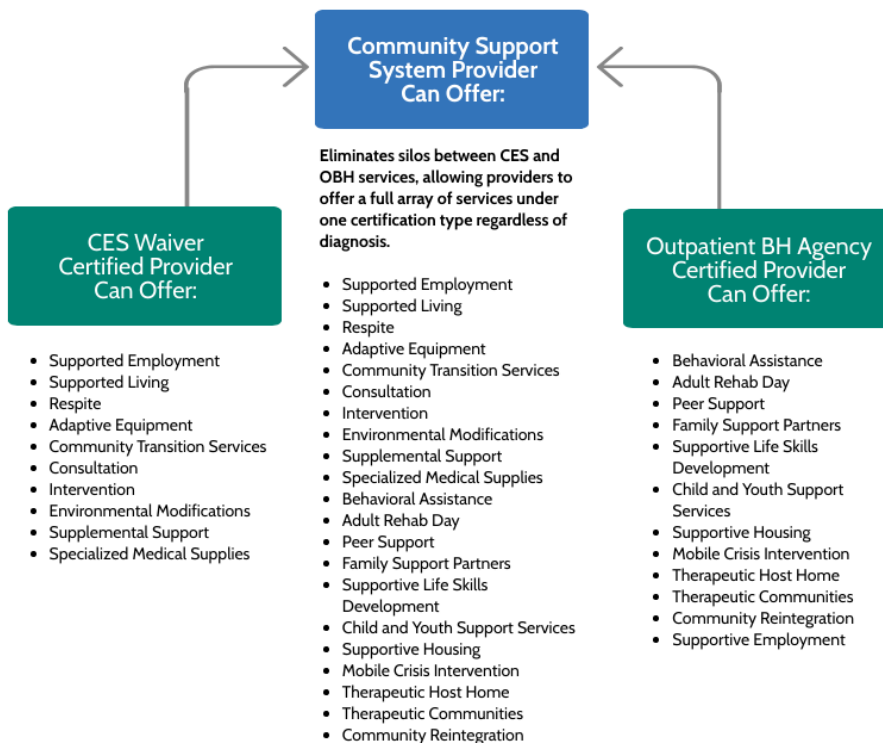 Community Support
System Provider
Can Offer:
Eliminates silos between CES and
OBH services, allowing providers to
offer a full array of services under
one certification type regardless of
diagnosis.
• Supported Employment
• Supported Living
• Respite
• Adaptive Equipment
• Community Transition Services
• Consultation
• Intervention
• Environmental Modifications
• Supplemental Support
• Specialized Medical Supplies
• Behavioral Assistance
• Adult Rehab Day
• Peer Support
• Family Support Partners
• Supportive Life Skills
Development
• Child and Youth Support Services
• Supportive Housing
• Mobile Crisis Intervention
• Therapeutic Host Home
• Therapeutic Communities
• Community Reintegration
CES Waiver
Certified Provider
Can Offer:
• Supported Employment
• Supported Living
• Respite
• Adaptive Equipment
• Community Transition Services
• Consultation
• Intervention
• Environmental Modifications
• Supplemental Support
• Specialized Medical Supplies
Outpatient BH Agency
Certified Provider
Can Offer:
• Behavioral Assistance
• Adult Rehab Day
• Peer Support
• Family Support Partners
• Supportive Life Skills
Development
• Child and Youth Support
Services
• Supportive Housing
• Mobile Crisis Intervention
• Therapeutic Host Home
• Therapeutic Communities
• Community Reintegration
• Supportive Employment